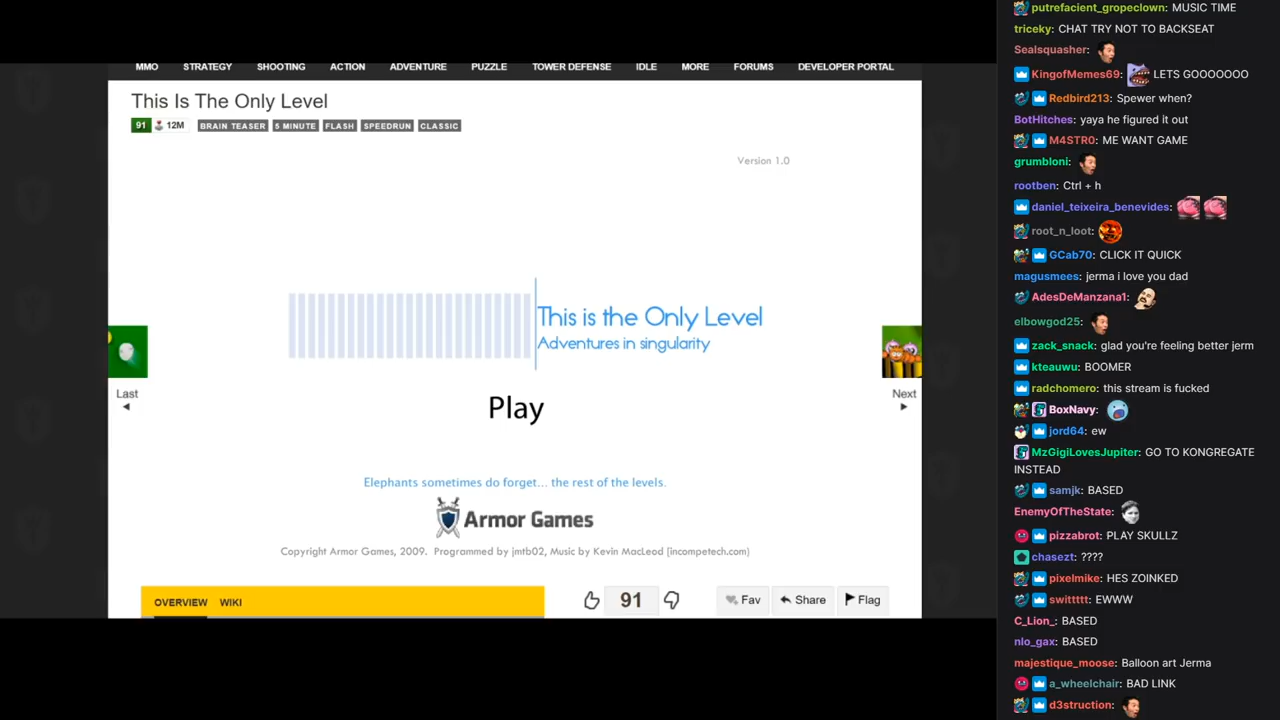 MMO STRATEGY SHOOTING ACTION ADVENTURE PUZZLE TOWER DEFENSE IDLE MORE FORUMS DEVELOPER PORTAL
This Is The Only Level
91 12M BRAIN TEASER 5 MINUTE FLASH SPEEDRUN CLASSIC
Version 1.0
This is the Only Level
Adventures in singularity
Play
Last
Next
Elephants sometimes do forget... the rest of the levels.
Armor Games
Copyright Armor Games, 2009. Programed by jmtb02, Music by Kevin MacLeod [incompetech.com]
OVERVIEW WIKI
91
Fav
Share
Flag
putrefacient_gropeclown: MUSIC TIME
triceky: CHAT TRY NOT TO BACKSEAT
Sealsquasher:
KingofMemes69: LETS GOOOOOOO
Redbird213: Spewer when?
BotHitches: yaya he figured it out
M4STR0: ME WANT GAME
grumbloni:
rootben: Ctrl + h
daniel_teixeira_benevides:
root_n_loot:
GCab70: CLICK IT QUICK
magusmees: jerma i love you dad
AdesDeManzana1:
elbowgod25:
zack_snack: glad you're feeling better jerm
kteauwu: BOOMER
radchomero: this stream is fucked
BoxNavy:
jord64: ew
MzGigiLovesJupiter: GO TO KONGREGATE
INSTEAD
samjk: BASED
EnemyOfTheState:
pizzabrot: PLAY SKULLZ
chasezt: ????
pixelmike: HES ZOINKED
swittttt: EWWW
C_Lion_: BASED
nlo_gax: BASED
majestique_moose: Balloon art Jerma
a_wheelchair: BAD LINK
d3struction: